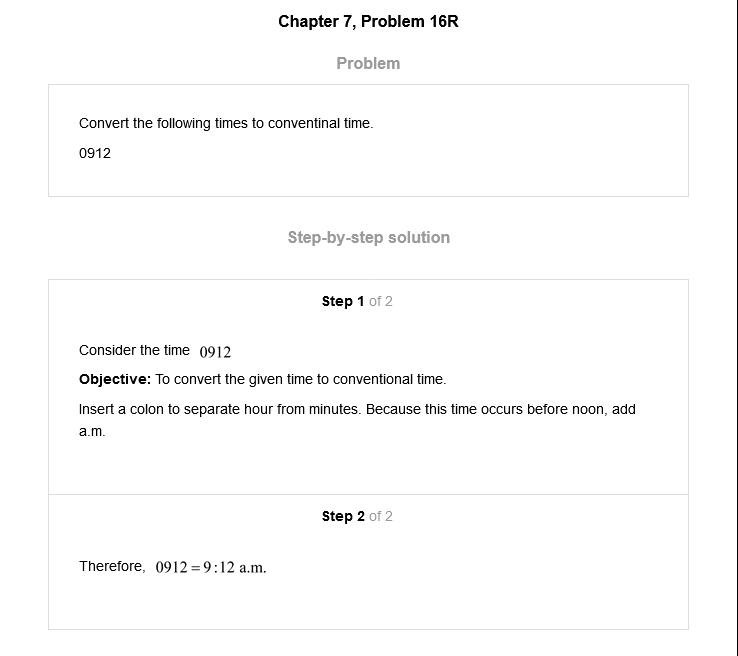 Chapter 7, Problem 16R
Problem
Convert the following times to conventinal time.
0912
Step-by-step solution
Step 1 of 2
Consider the time 0912
Objective: To convert the given time to conventional time.
Insert a colon to separate hour from minutes. Because this time occurs before noon, add
a.m.
Step 2 of 2
Therefore, 0912 = 9:12 a.m.